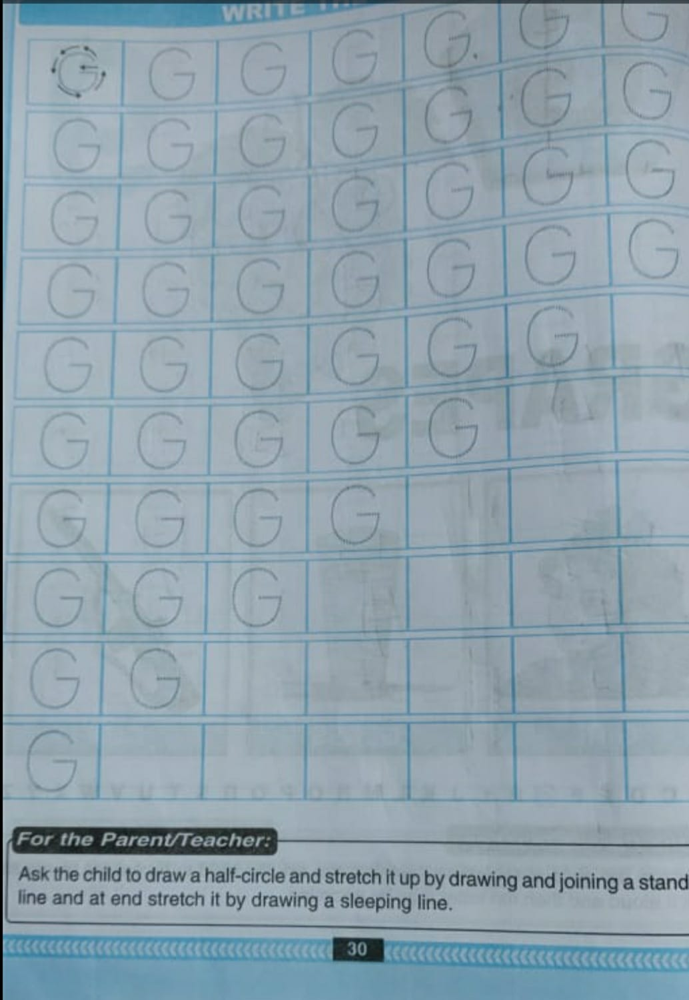 WRITE
G G G G G G G
G G G G G G G
G G G G G G G
G G G G G G G
G G G G G G
G G G G G
G G G G
G G G
G G
G
For the Parent/Teacher:
Ask the child to draw a half-circle and stretch it up by drawing and joining a stand
line and at end stretch it by drawing a sleeping line.
30